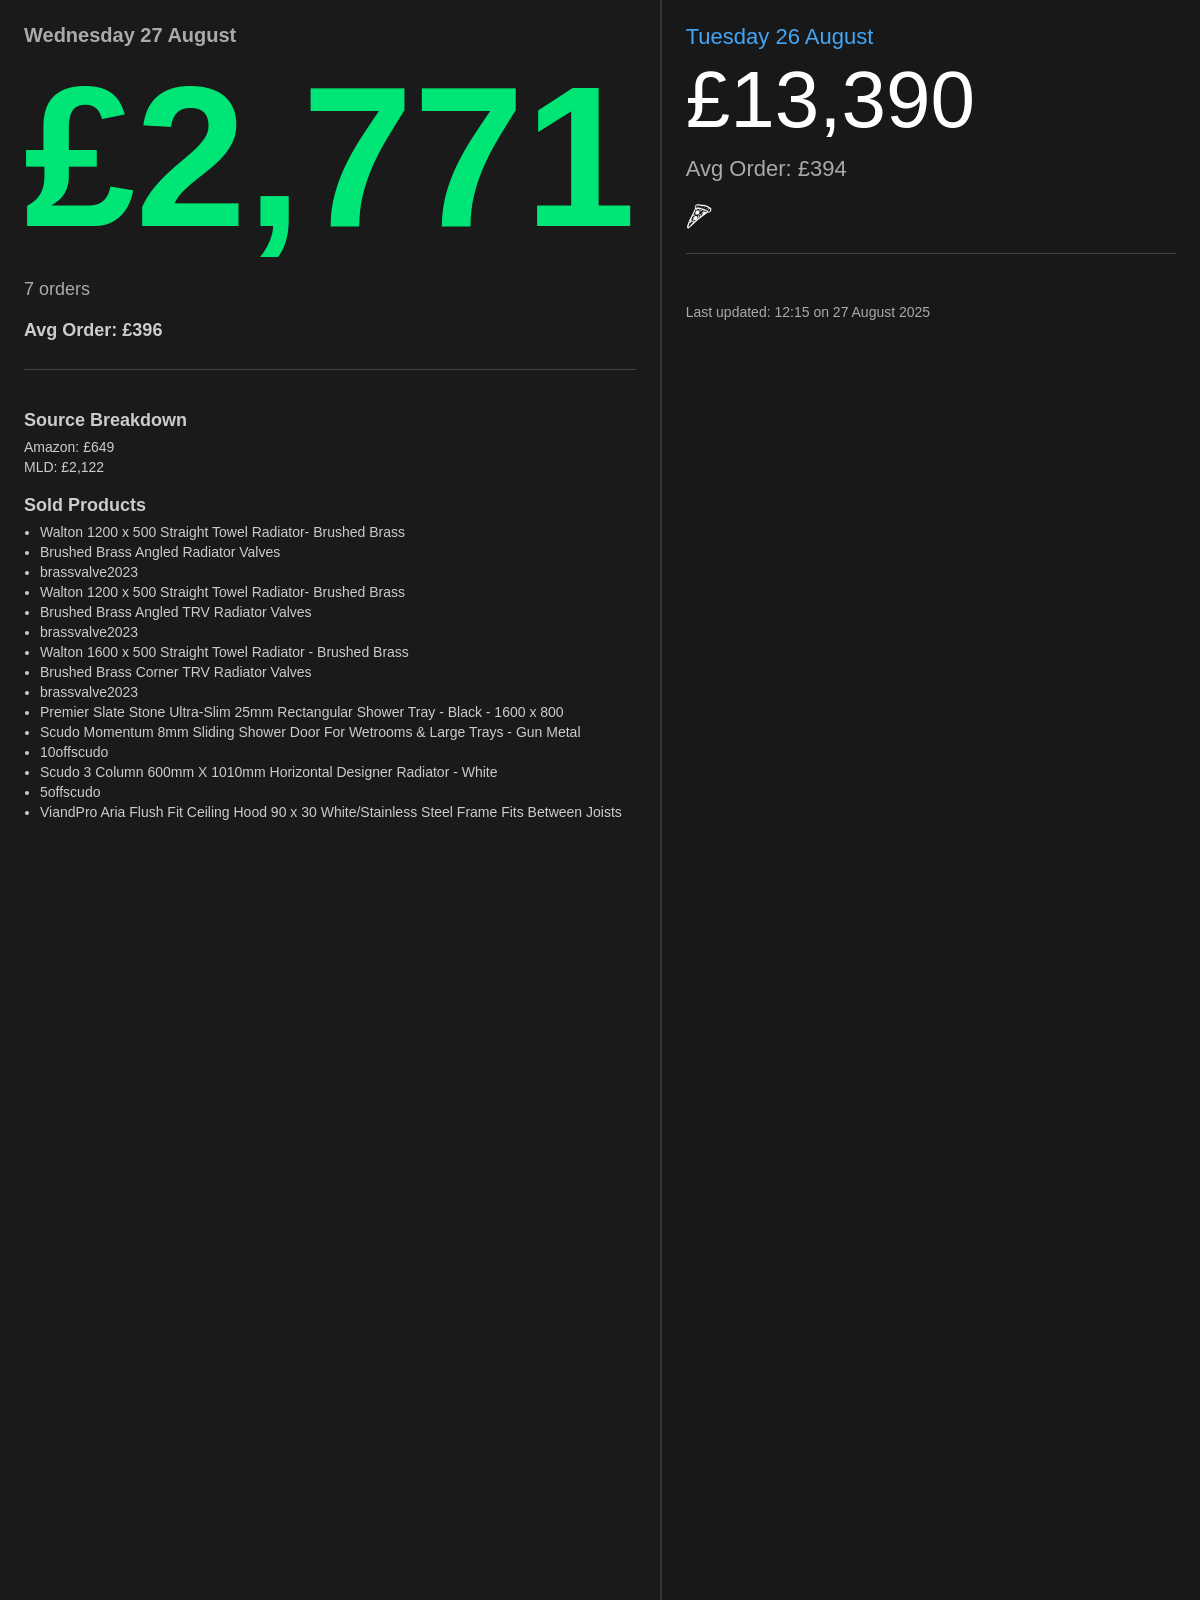 Wednesday 27 August
£2,771
7 orders
Avg Order: £396
Source Breakdown
Amazon: £649
MLD: £2,122
Sold Products
• Walton 1200 x 500 Straight Towel Radiator- Brushed Brass
• Brushed Brass Angled Radiator Valves
• brassvalve2023
• Walton 1200 x 500 Straight Towel Radiator- Brushed Brass
• Brushed Brass Angled TRV Radiator Valves
• brassvalve2023
• Walton 1600 x 500 Straight Towel Radiator - Brushed Brass
• Brushed Brass Corner TRV Radiator Valves
• brassvalve2023
• Premier Slate Stone Ultra-Slim 25mm Rectangular Shower Tray - Black - 1600 x 800
• Scudo Momentum 8mm Sliding Shower Door For Wetrooms & Large Trays - Gun Metal
• 10offscudo
• Scudo 3 Column 600mm X 1010mm Horizontal Designer Radiator - White
• 5offscudo
• ViandPro Aria Flush Fit Ceiling Hood 90 x 30 White/Stainless Steel Frame Fits Between Joists
Tuesday 26 August
£13,390
Avg Order: £394
🍕
Last updated: 12:15 on 27 August 2025